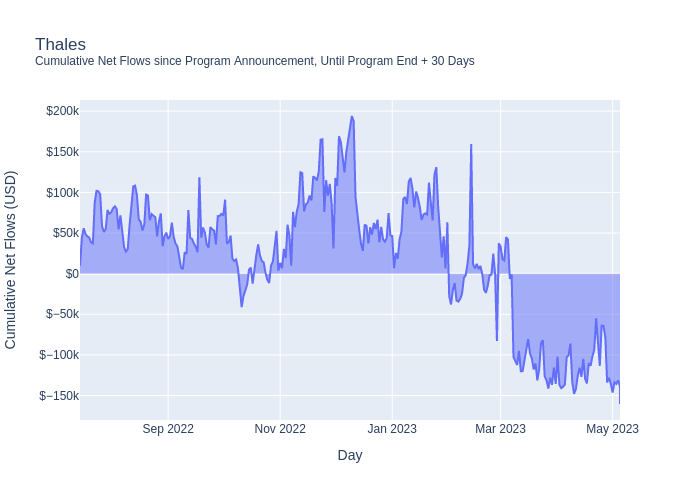 Thales
Cumulative Net Flows since Program Announcement, Until Program End + 30 Days
Cumulative Net Flows (USD)
$200k
$150k
$100k
$50k
$0
$−50k
$−100k
$−150k
Sep 2022
Nov 2022
Jan 2023
Mar 2023
May 2023
Day